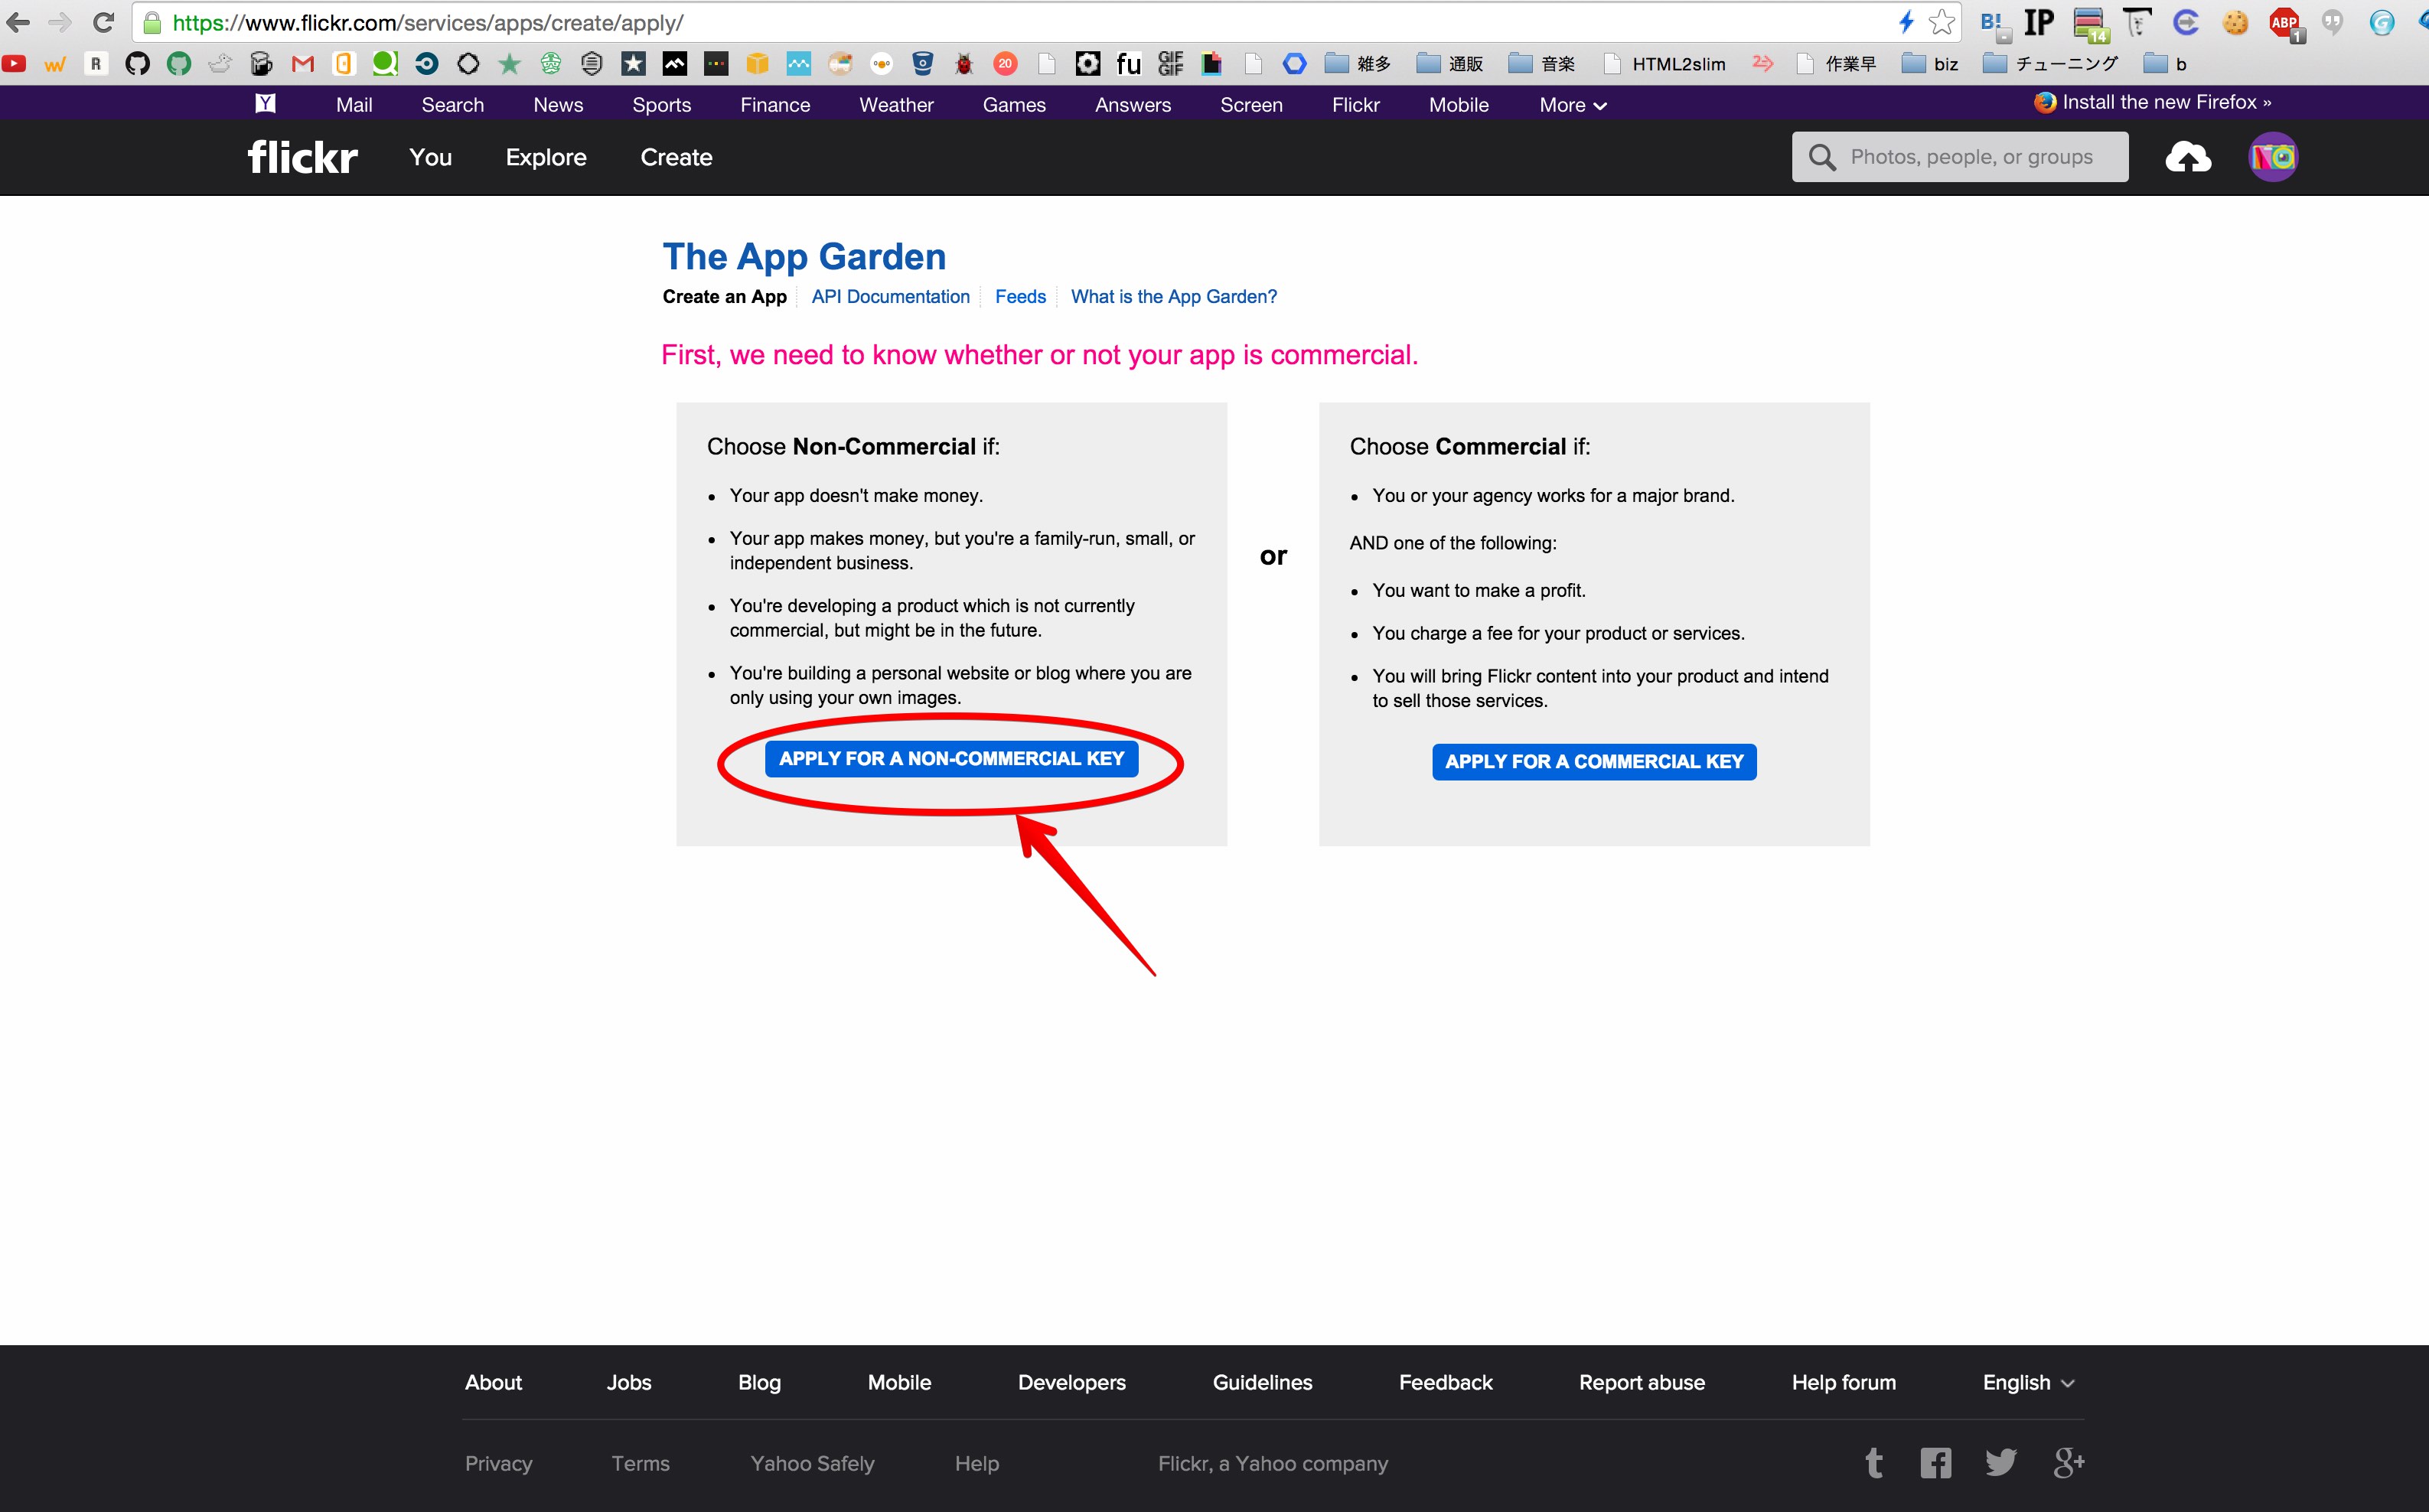 https://www.flickr.com/services/apps/create/apply/
B! IP 14 ABP 1
R 20 fu GIF GIF 雑多 通販 音楽 HTML2slim 作業早 biz チューニング b
Y Mail Search News Sports Finance Weather Games Answers Screen Flickr Mobile More Install the new Firefox »
flickr You Explore Create Photos, people, or groups
The App Garden
Create an App API Documentation Feeds What is the App Garden?
First, we need to know whether or not your app is commercial.
Choose Non-Commercial if:
• Your app doesn't make money.
• Your app makes money, but you're a family-run, small, or
independent business.
• You're developing a product which is not currently
commercial, but might be in the future.
• You're building a personal website or blog where you are
only using your own images.
APPLY FOR A NON-COMMERCIAL KEY
or
Choose Commercial if:
• You or your agency works for a major brand.
AND one of the following:
• You want to make a profit.
• You charge a fee for your product or services.
• You will bring Flickr content into your product and intend
to sell those services.
APPLY FOR A COMMERCIAL KEY
About Jobs Blog Mobile Developers Guidelines Feedback Report abuse Help forum English
Privacy Terms Yahoo Safely Help Flickr, a Yahoo company